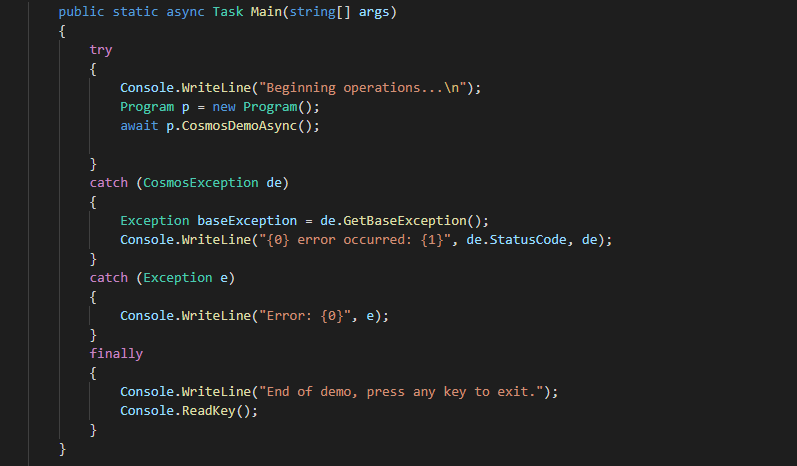 public static async Task Main(string[] args)
{
try
{
Console.WriteLine("Beginning operations...\n");
Program p = new Program();
await p.CosmosDemoAsync();
}
catch (CosmosException de)
{
Exception baseException = de.GetBaseException();
Console.WriteLine("{0} error occurred: {1}", de.StatusCode, de);
}
catch (Exception e)
{
Console.WriteLine("Error: {0}", e);
}
finally
{
Console.WriteLine("End of demo, press any key to exit.");
Console.ReadKey();
}
}